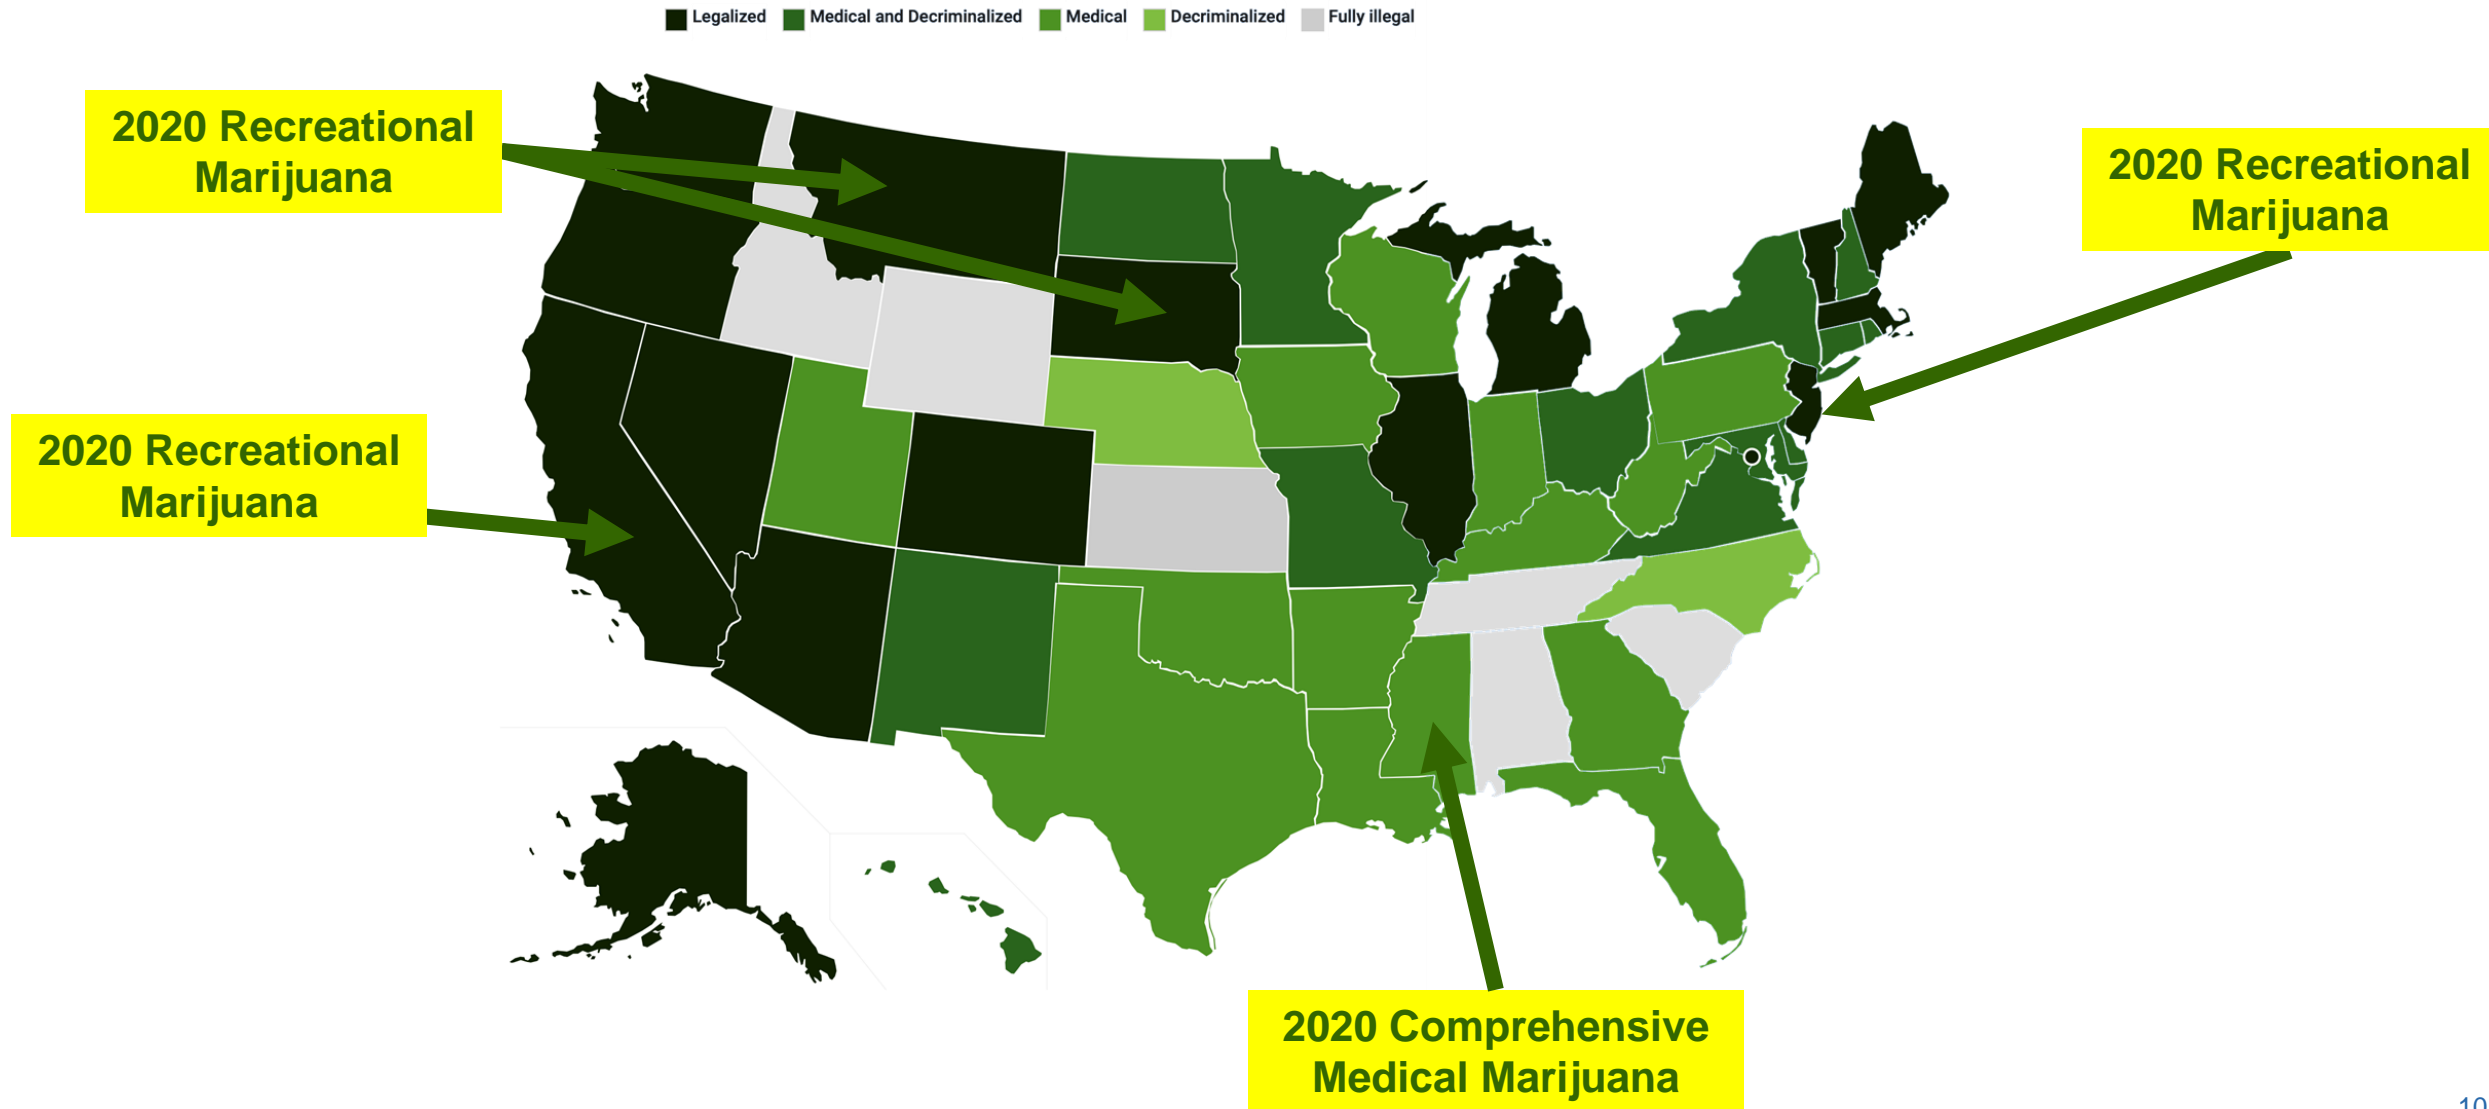 Legalized Medical and Decriminalized Medical Decriminalized Fully illegal
2020 Recreational
Marijuana
2020 Recreational
Marijuana
2020 Recreational
Marijuana
2020 Comprehensive
Medical Marijuana
10